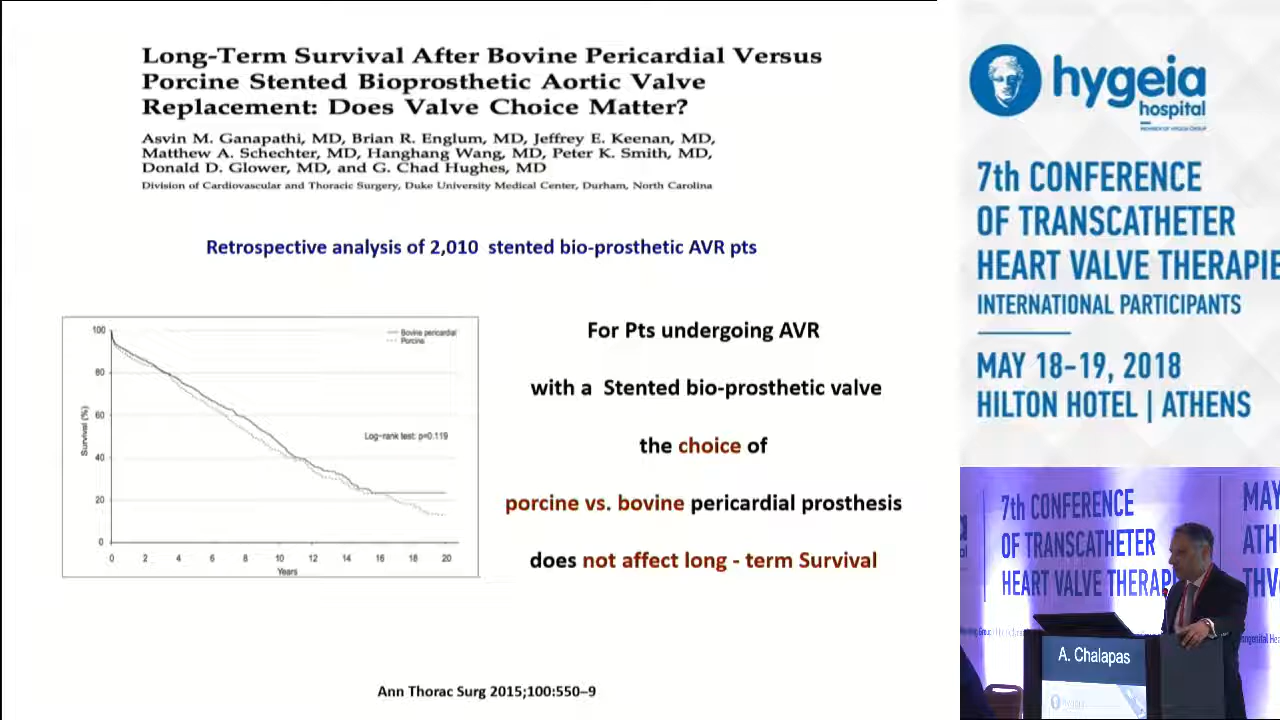 Long-Term Survival After Bovine Pericardial Versus
Porcine Stented Bioprosthetic Aortic Valve
Replacement: Does Valve Choice Matter?
Asvin M. Ganapathi, MD, Brian R. Englum, MD, Jeffrey E. Keenan, MD,
Matthew A. Schechter, MD, Hanghang Wang, MD, Peter K. Smith, MD,
Donald D. Glower, MD, and G. Chad Hughes, MD
Division of Cardiovascular and Thoracic Surgery, Duke University Medical Center, Durham, North Carolina
Retrospective analysis of 2,010 stented bio-prosthetic AVR pts
100
80
60
40
20
0
Survival (%)
Bovine pericardial
Porcine
Log-rank test: p=0.119
0 2 4 6 8 10 12 14 16 18 20
Years
For Pts undergoing AVR
with a Stented bio-prosthetic valve
the choice of
porcine vs. bovine pericardial prosthesis
does not affect long - term Survival
Ann Thorac Surg 2015;100:550–9
hygeia
hospital
MEMBER OF HYGEIA GROUP
7th CONFERENCE
OF TRANSCATHETER
HEART VALVE THERAPIE
INTERNATIONAL PARTICIPANTS
MAY 18-19, 2018
HILTON HOTEL | ATHENS
7th CONFERENCE
OF TRANSCATHETER
HEART VALVE THERAP
MAY
ATH
THV
A. Chalapas